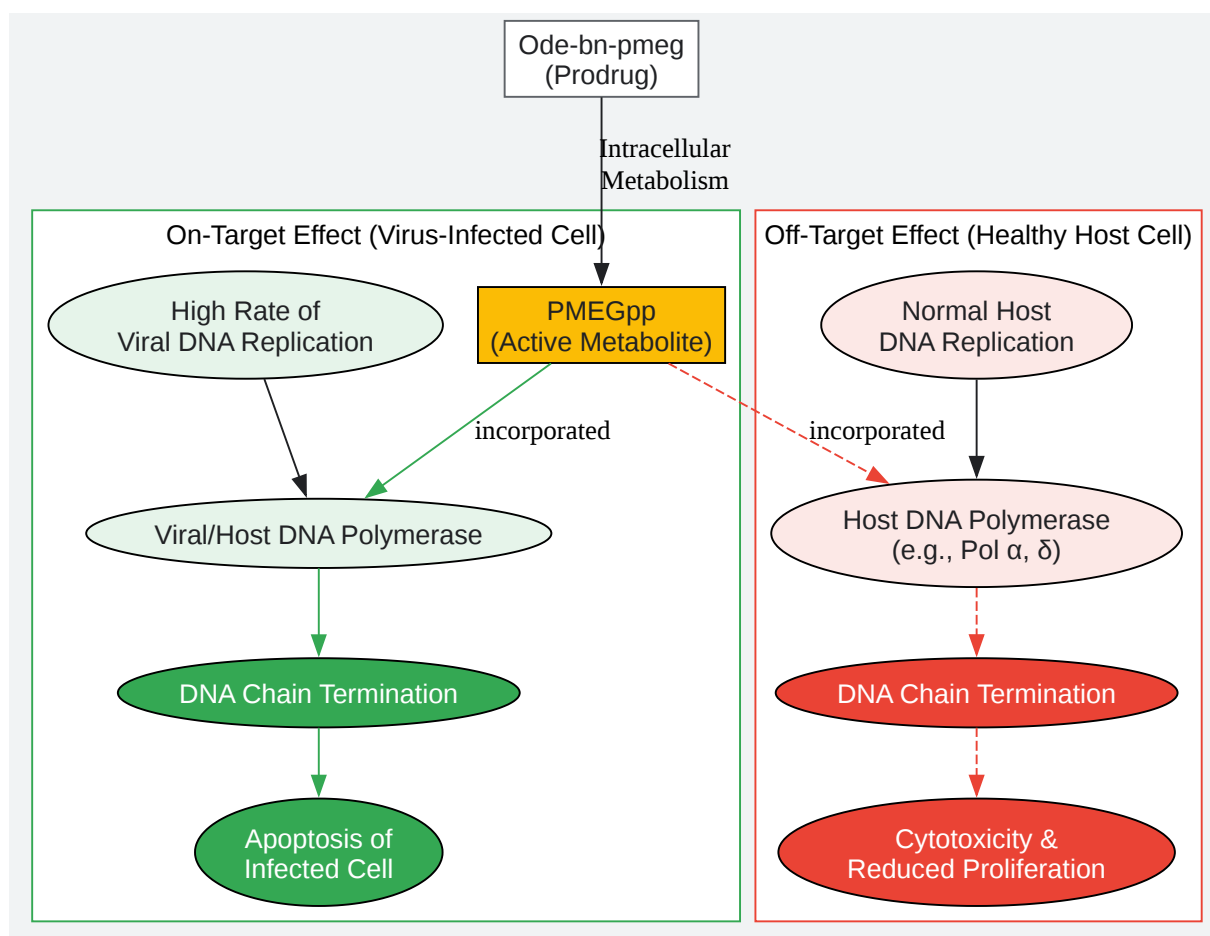 Ode-bn-pmeg
(Prodrug)
Intracellular
Metabolism
On-Target Effect (Virus-Infected Cell)
High Rate of
Viral DNA Replication
PMEGpp
(Active Metabolite)
incorporated
Viral/Host DNA Polymerase
DNA Chain Termination
Apoptosis of
Infected Cell
Off-Target Effect (Healthy Host Cell)
Normal Host
DNA Replication
incorporated
Host DNA Polymerase
(e.g., Pol α, δ)
DNA Chain Termination
Cytotoxicity &
Reduced Proliferation